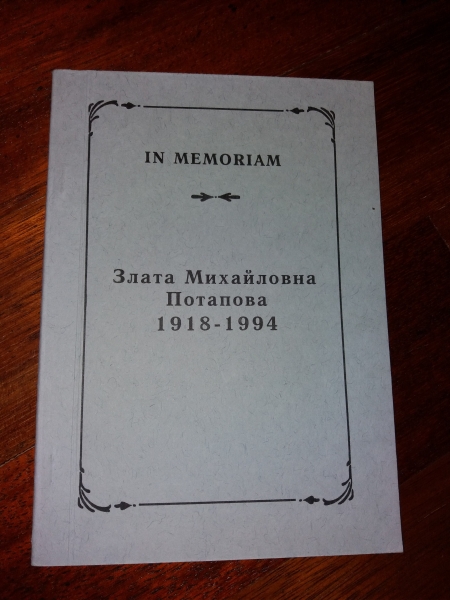 IN MEMORIAM
Злата Михайловна
Потапова
1918-1994